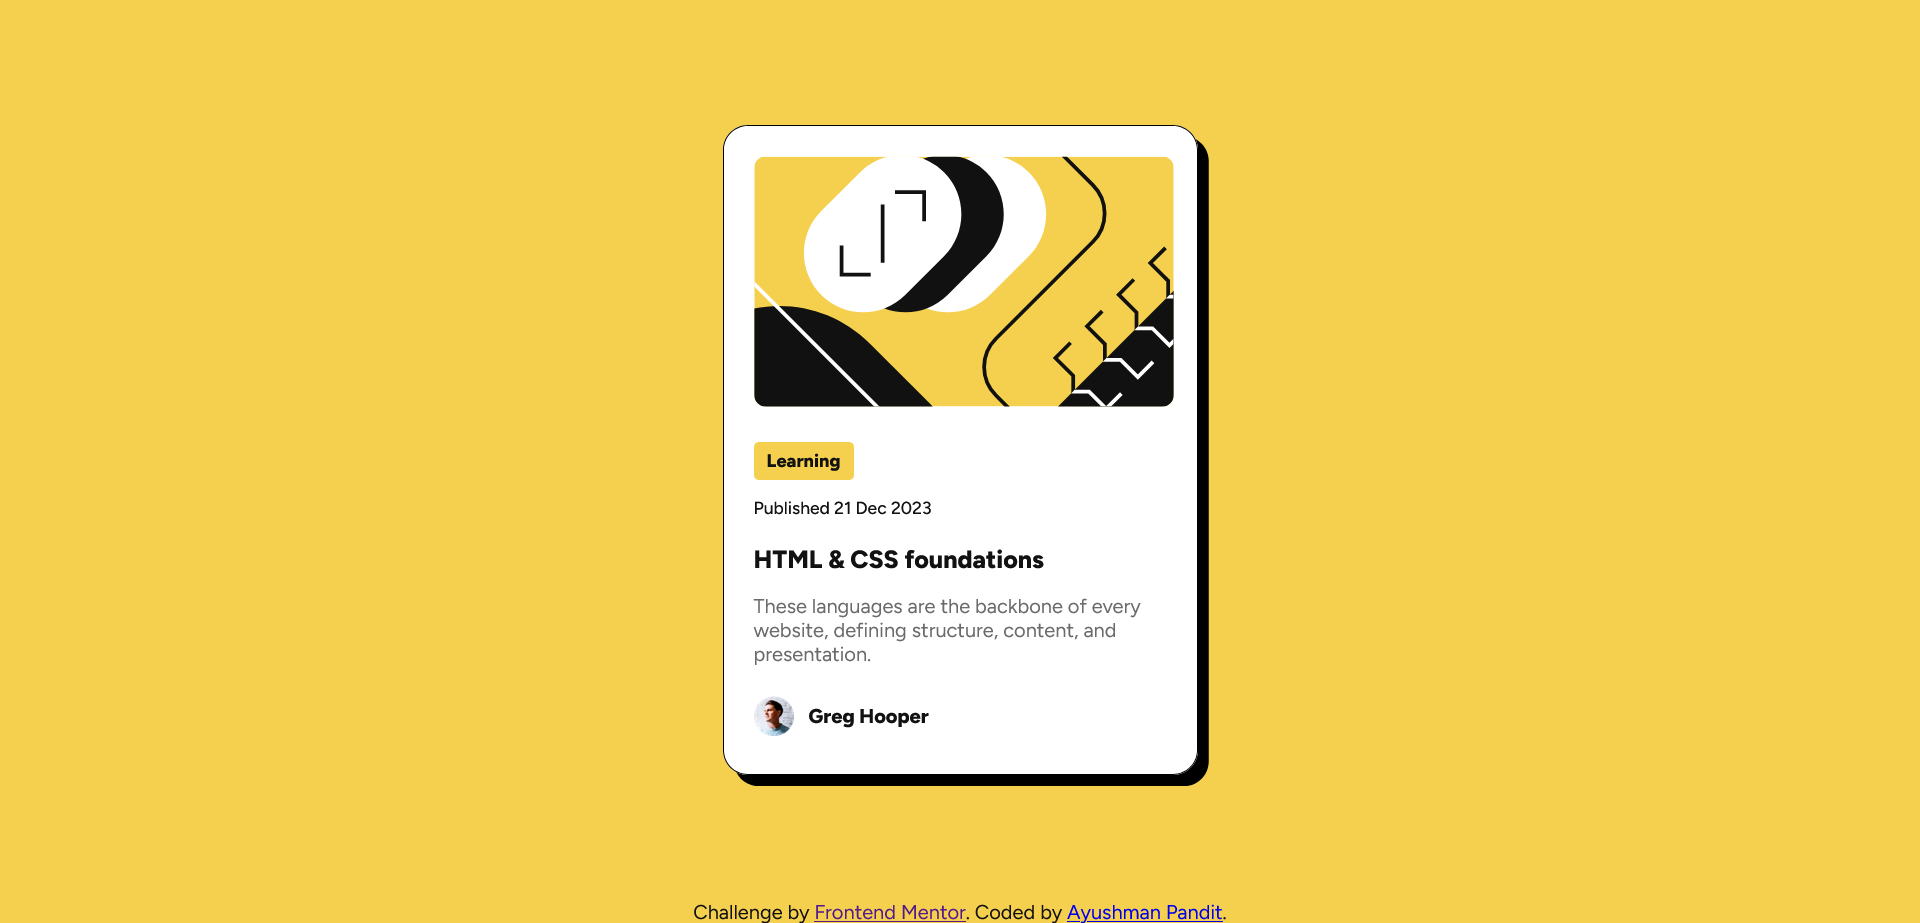 Learning
Published 21 Dec 2023
HTML & CSS foundations
These languages are the backbone of every
website, defining structure, content, and
presentation.
Greg Hooper
Challenge by Frontend Mentor. Coded by Ayushman Pandit.